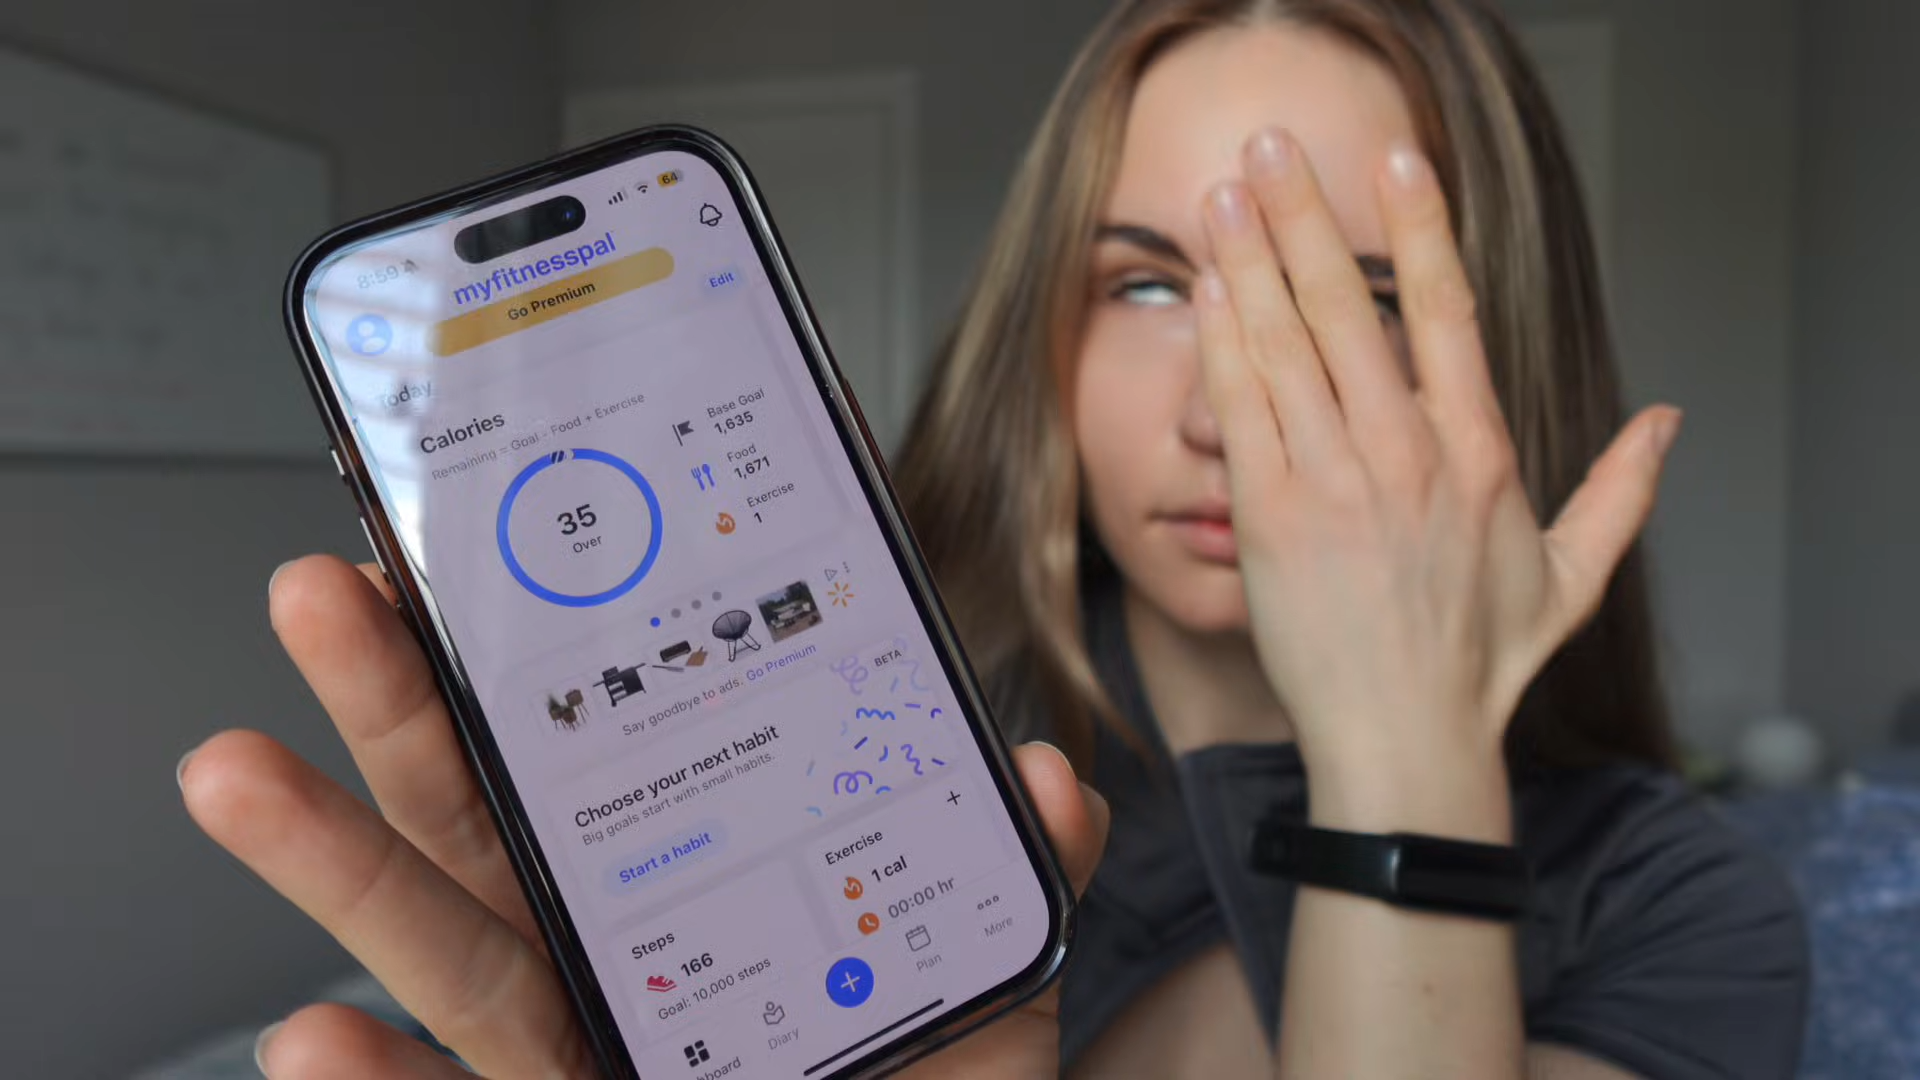 8:59
64
myfitnesspal
Go Premium
Edit
Today
Calories
Remaining = Goal - Food + Exercise
35
Over
Base Goal
1,635
Food
1,671
Exercise
1
Say goodbye to ads. Go Premium
BETA
Choose your next habit
Big goals start with small habits.
Start a habit
Steps
166
Goal: 10,000 steps
Exercise
1 cal
00:00 hr
board
Diary
Plan
More